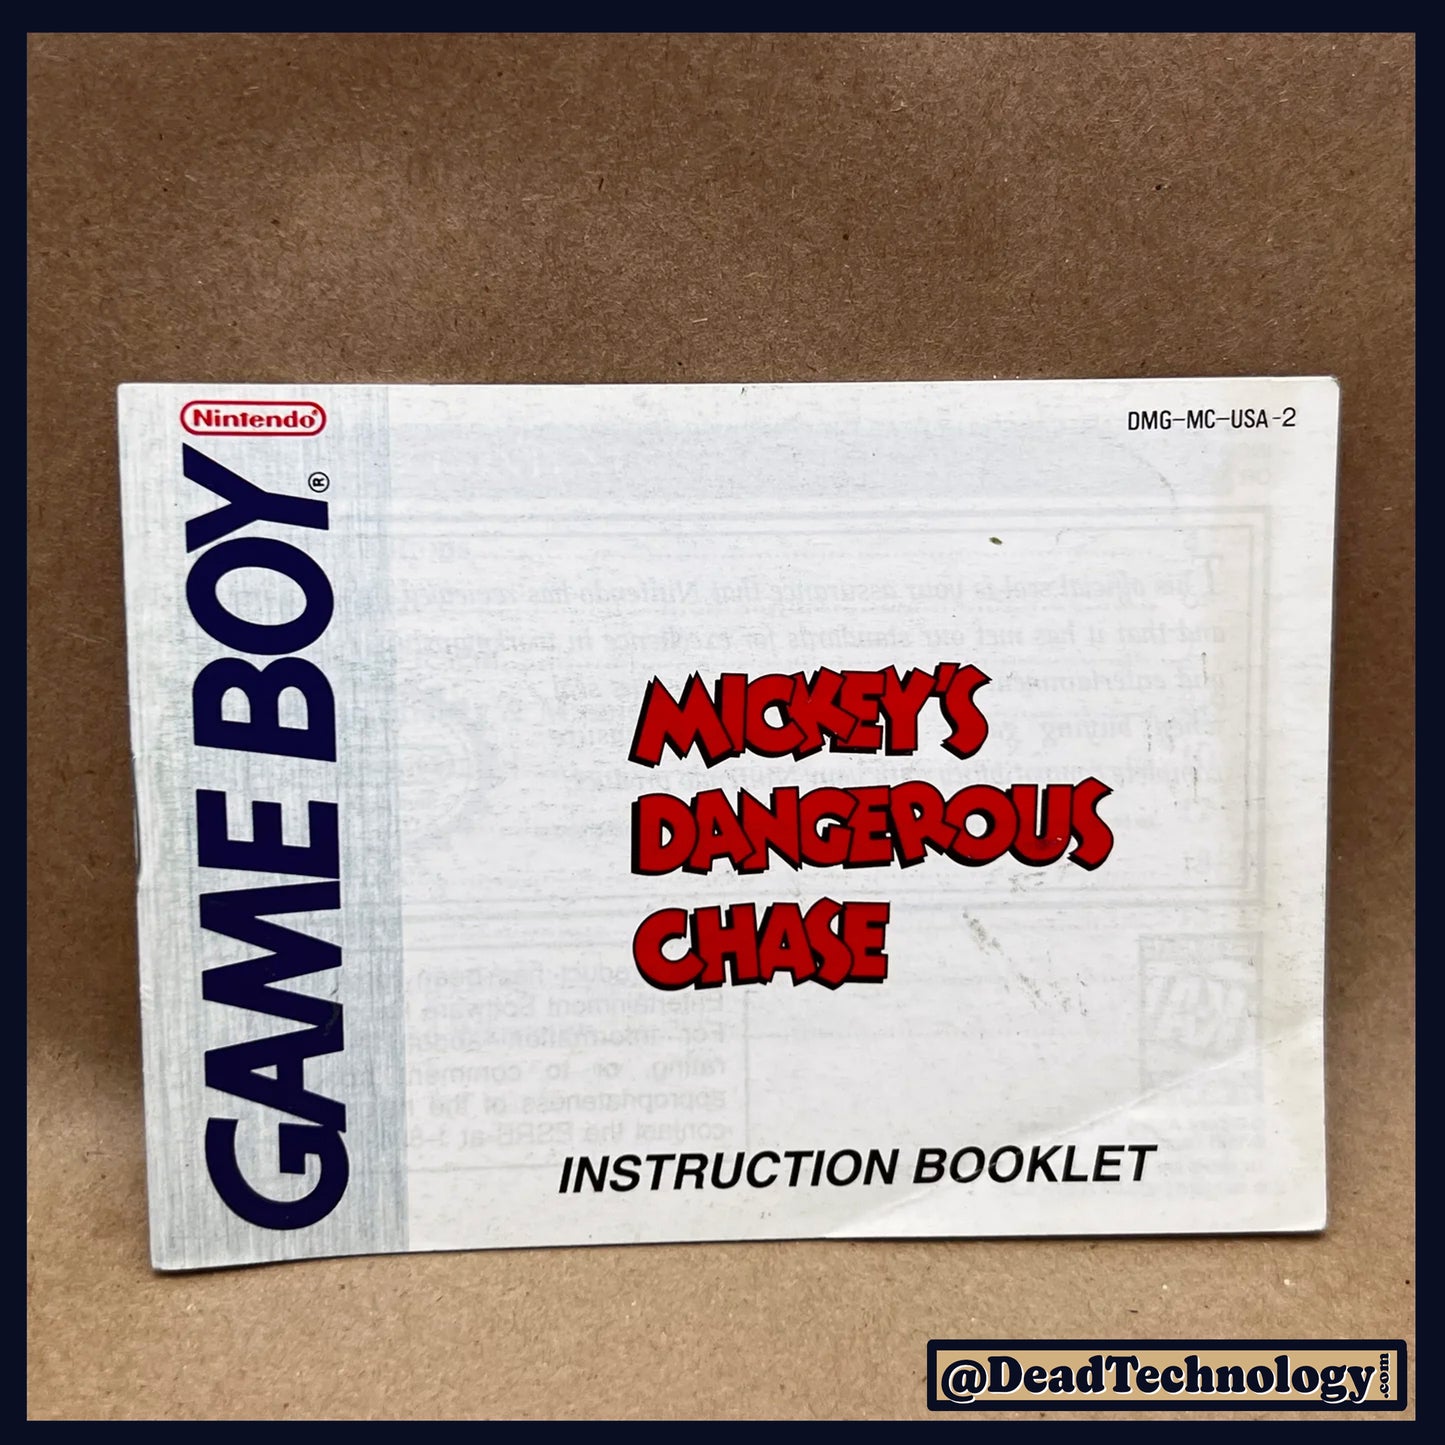 Nintendo®
DMG-MC-USA-2
GAME BOY®
MICKEY'S
DANGEROUS
CHASE
INSTRUCTION BOOKLET
@DeadTechnology.com